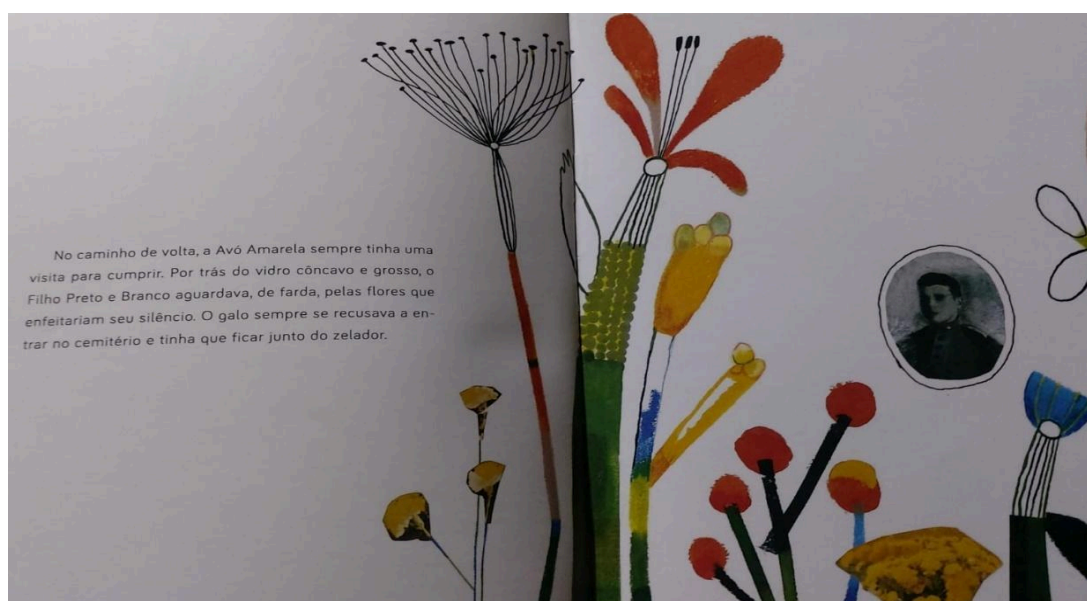 No caminho de volta, a Avó Amarela sempre tinha uma
visita para cumprir. Por trás do vidro côncavo e grosso, o
Filho Preto e Branco aguardava, de farda, pelas flores que
enfeitariam seu silêncio. O galo sempre se recusava a en-
trar no cemitério e tinha que ficar junto do zelador.